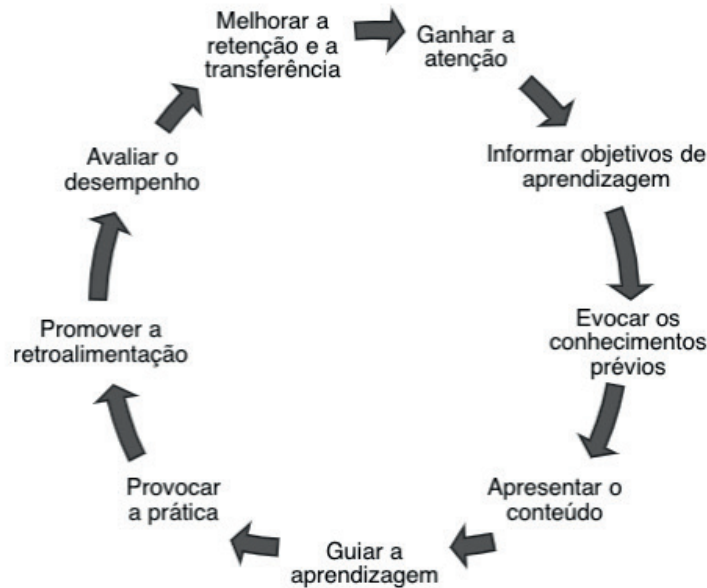 Melhorar a
retenção e a
transferência
Ganhar a
atenção
Informar objetivos de
aprendizagem
Evocar os
conhecimentos
prévios
Apresentar o
conteúdo
Guiar a
aprendizagem
Provocar
a prática
Promover a
retroalimentação
Avaliar o
desempenho